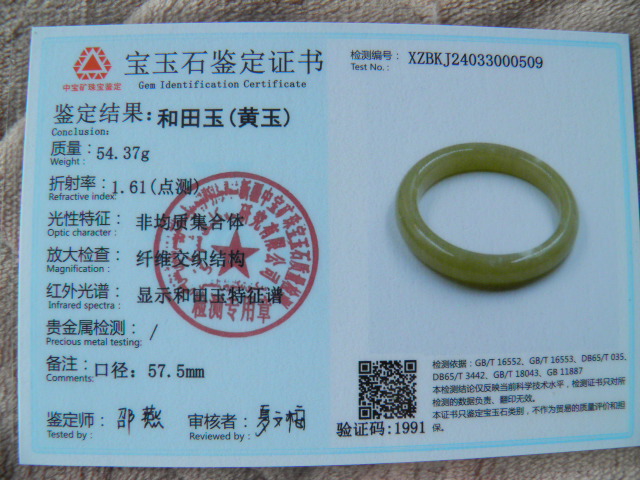 中宝矿珠宝鉴定
宝玉石鉴定证书
Gem Identification Certificate
检测编号: XZBKJ24033000509
Test No.:
鉴定结果: 和田玉(黄玉)
Conclusion:
质量: 54.37g
Weight:
折射率: 1.61(点测)
Refractive index:
光性特征: 非均质集合体
Optic character:
放大检查: 纤维交织结构
Magnification:
红外光谱: 显示和田玉特征谱
Infrared spectra:
贵金属检测: /
Precious metal testing:
备注: 口径: 57.5mm
Comments:
鉴定师:
Tested by:
审核者:
Reviewed by:
检测专用章
验证码:1991
检测依据: GB/T 16552、GB/T 16553、DB65/T 035、
DB65/T 3442、GB/T 18043、GB 11887
本检测结论仅反映当前科学技术水平, 检测证书只对所
检测的数据负责、翻印无效。
本证书只鉴定宝玉石类别, 不作为贸易的质量评价和担
保。